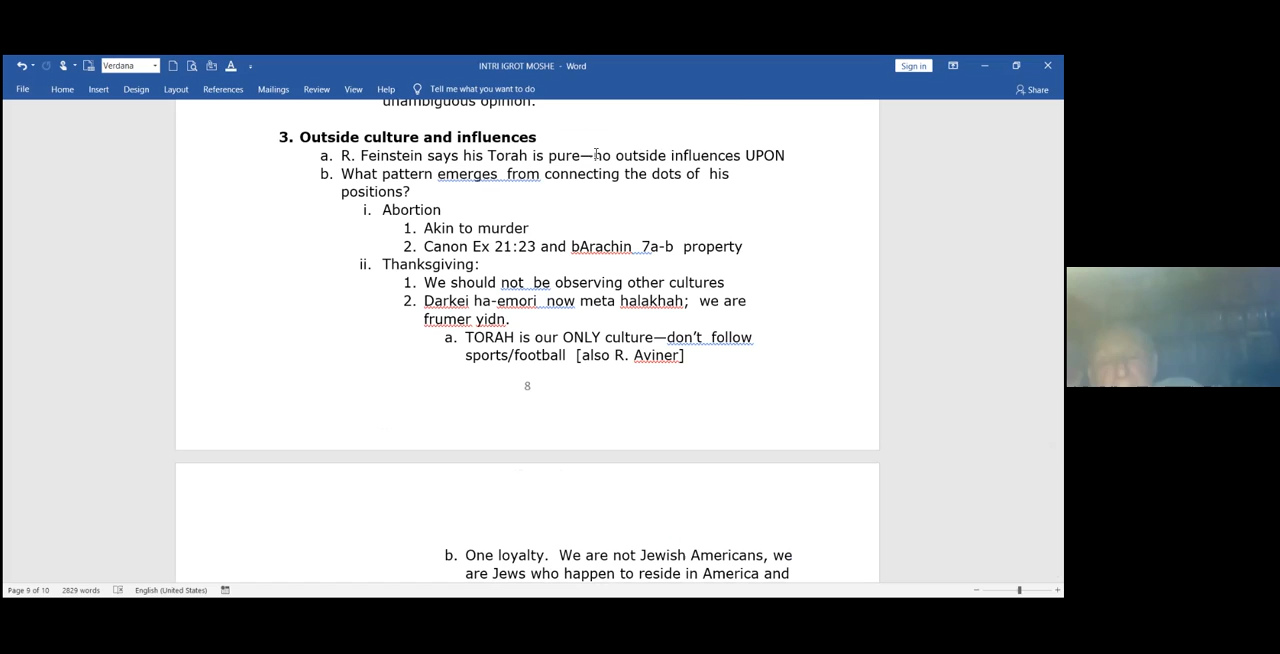 Verdana
INTRI IGROT MOSHE - Word
Sign in
File Home Insert Design Layout References Mailings Review View Help Tell me what you want to do
Share
unambiguous opinion.
3. Outside culture and influences
a. R. Feinstein says his Torah is pure—no outside influences UPON
b. What pattern emerges from connecting the dots of his
positions?
i. Abortion
1. Akin to murder
2. Canon Ex 21:23 and bArachin 7a-b property
ii. Thanksgiving:
1. We should not be observing other cultures
2. Darkei ha-emori now meta halakhah; we are
frumer yidn.
a. TORAH is our ONLY culture—don't follow
sports/football [also R. Aviner]
8
b. One loyalty. We are not Jewish Americans, we
are Jews who happen to reside in America and
Page 9 of 10 2829 words English (United States)